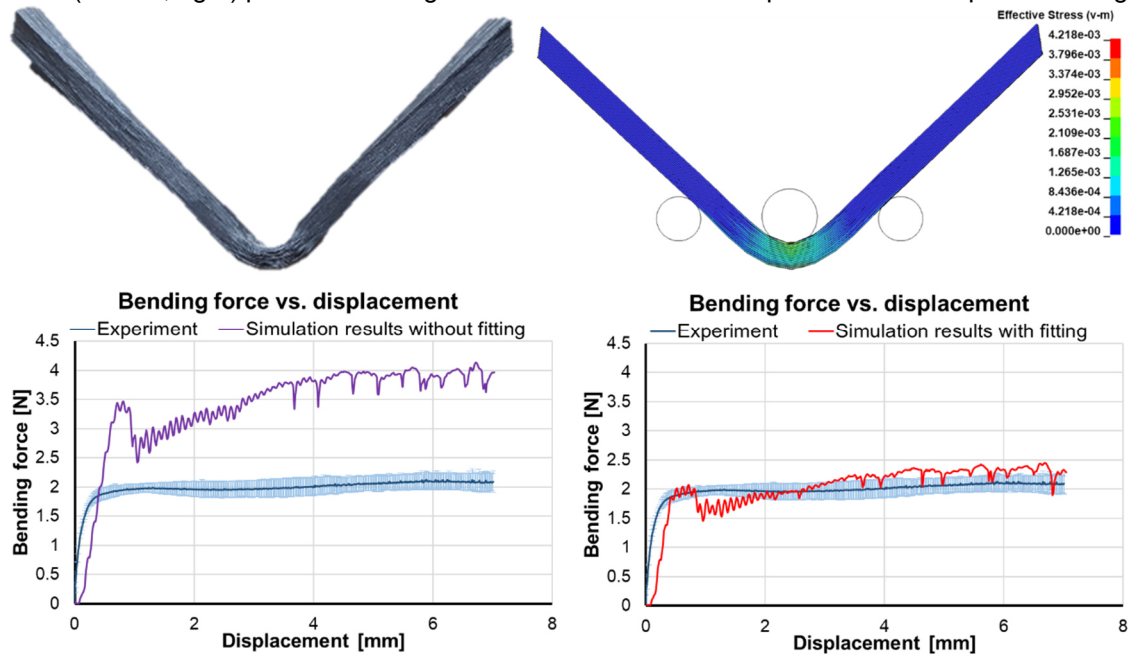 Effective Stress (v-m)
4.218e-03
3.796e-03
3.374e-03
2.952e-03
2.531e-03
2.109e-03
1.687e-03
1.265e-03
8.436e-04
4.218e-04
0.000e+00
Bending force vs. displacement
Experiment Simulation results without fitting
4.5
4
3.5
3
2.5
2
1.5
1
0.5
0
Bending force [N]
0 2 4 6 8
Displacement [mm]
Bending force vs. displacement
Experiment Simulation results with fitting
4.5
4
3.5
3
2.5
2
1.5
1
0.5
0
Bending force [N]
0 2 4 6 8
Displacement [mm]